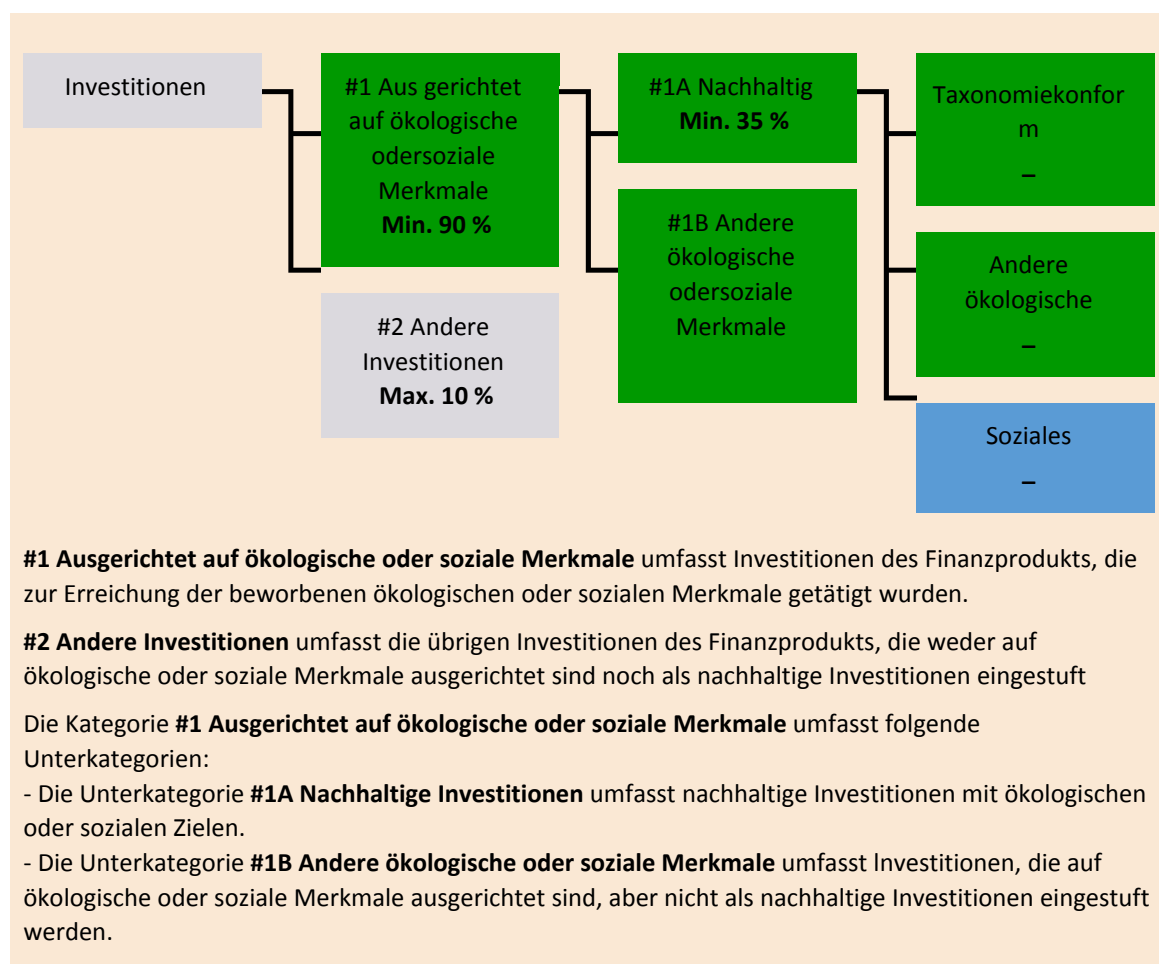 Investitionen
#1 Aus gerichtet
auf ökologische
odersoziale
Merkmale
Min. 90 %
#2 Andere
Investitionen
Max. 10 %
#1A Nachhaltig
Min. 35 %
#1B Andere
ökologische
odersoziale
Merkmale
Taxonomiekonfor
m
–
Andere
ökologische
–
Soziales
–
#1 Ausgerichtet auf ökologische oder soziale Merkmale umfasst Investitionen des Finanzprodukts, die
zur Erreichung der beworbenen ökologischen oder sozialen Merkmale getätigt wurden.
#2 Andere Investitionen umfasst die übrigen Investitionen des Finanzprodukts, die weder auf
ökologische oder soziale Merkmale ausgerichtet sind noch als nachhaltige Investitionen eingestuft
Die Kategorie #1 Ausgerichtet auf ökologische oder soziale Merkmale umfasst folgende
Unterkategorien:
- Die Unterkategorie #1A Nachhaltige Investitionen umfasst nachhaltige Investitionen mit ökologischen
oder sozialen Zielen.
- Die Unterkategorie #1B Andere ökologische oder soziale Merkmale umfasst lnvestitionen, die auf
ökologische oder soziale Merkmale ausgerichtet sind, aber nicht als nachhaltige Investitionen eingestuft
werden.